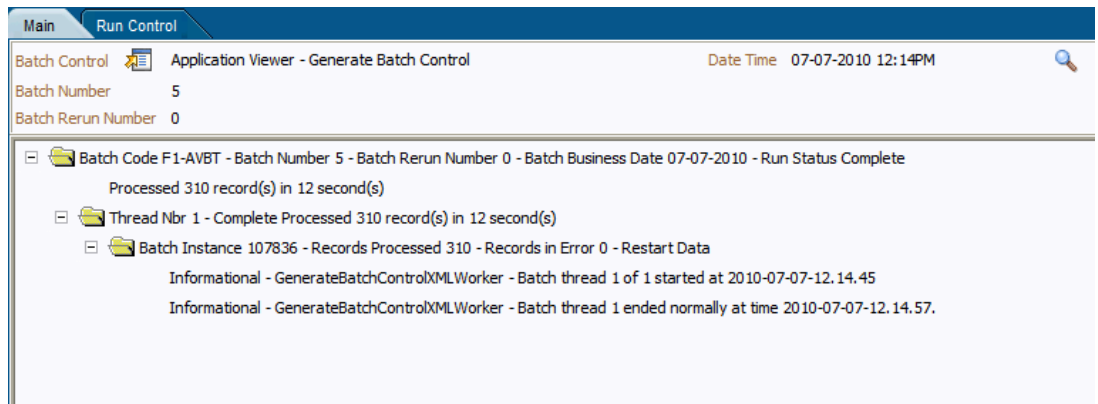 Main Run Control
Batch Control Application Viewer - Generate Batch Control Date Time 07-07-2010 12:14PM
Batch Number 5
Batch Rerun Number 0
Batch Code F1-AVBT - Batch Number 5 - Batch Rerun Number 0 - Batch Business Date 07-07-2010 - Run Status Complete
Processed 310 record(s) in 12 second(s)
Thread Nbr 1 - Complete Processed 310 record(s) in 12 second(s)
Batch Instance 107836 - Records Processed 310 - Records in Error 0 - Restart Data
Informational - GenerateBatchControlXMLWorker - Batch thread 1 of 1 started at 2010-07-07-12.14.45
Informational - GenerateBatchControlXMLWorker - Batch thread 1 ended normally at time 2010-07-07-12.14.57.